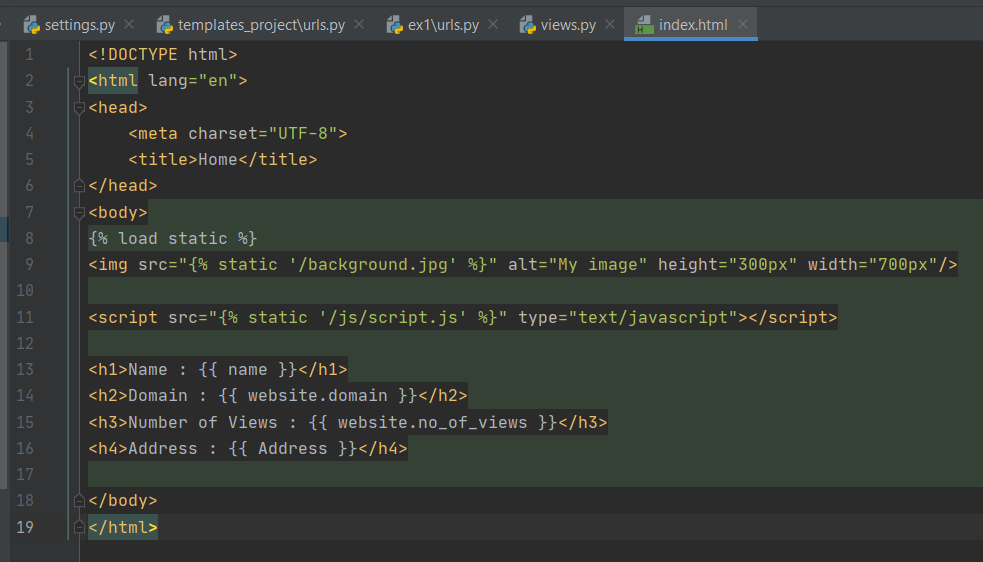 settings.py templates_project\urls.py ex1\urls.py views.py index.html
1 <!DOCTYPE html>
2 <html lang="en">
3 <head>
4     <meta charset="UTF-8">
5     <title>Home</title>
6 </head>
7 <body>
8 {% load static %}
9 <img src="{% static '/background.jpg' %}" alt="My image" height="300px" width="700px"/>
10
11 <script src="{% static '/js/script.js' %}" type="text/javascript"></script>
12
13 <h1>Name : {{ name }}</h1>
14 <h2>Domain : {{ website.domain }}</h2>
15 <h3>Number of Views : {{ website.no_of_views }}</h3>
16 <h4>Address : {{ Address }}</h4>
17
18 </body>
19 </html>